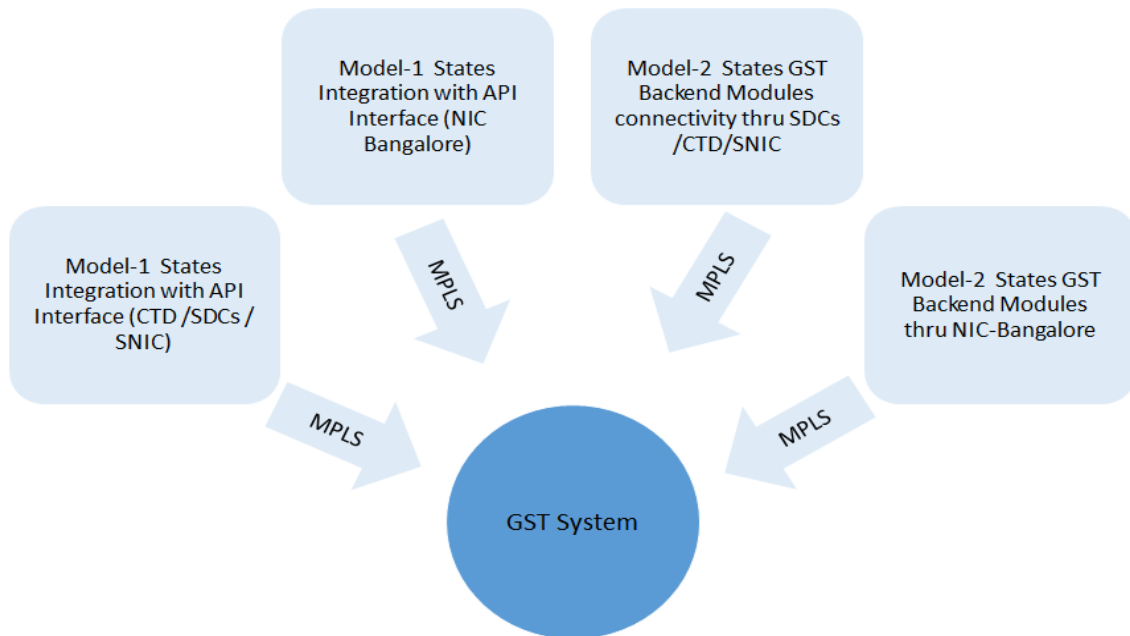 Model-1 States
Integration with API
Interface (NIC
Bangalore)
Model-2 States GST
Backend Modules
connectivity thru SDCs
/CTD/SNIC
Model-1 States
Integration with API
Interface (CTD /SDCs /
SNIC)
Model-2 States GST
Backend Modules
thru NIC-Bangalore
MPLS
MPLS
MPLS
MPLS
GST System